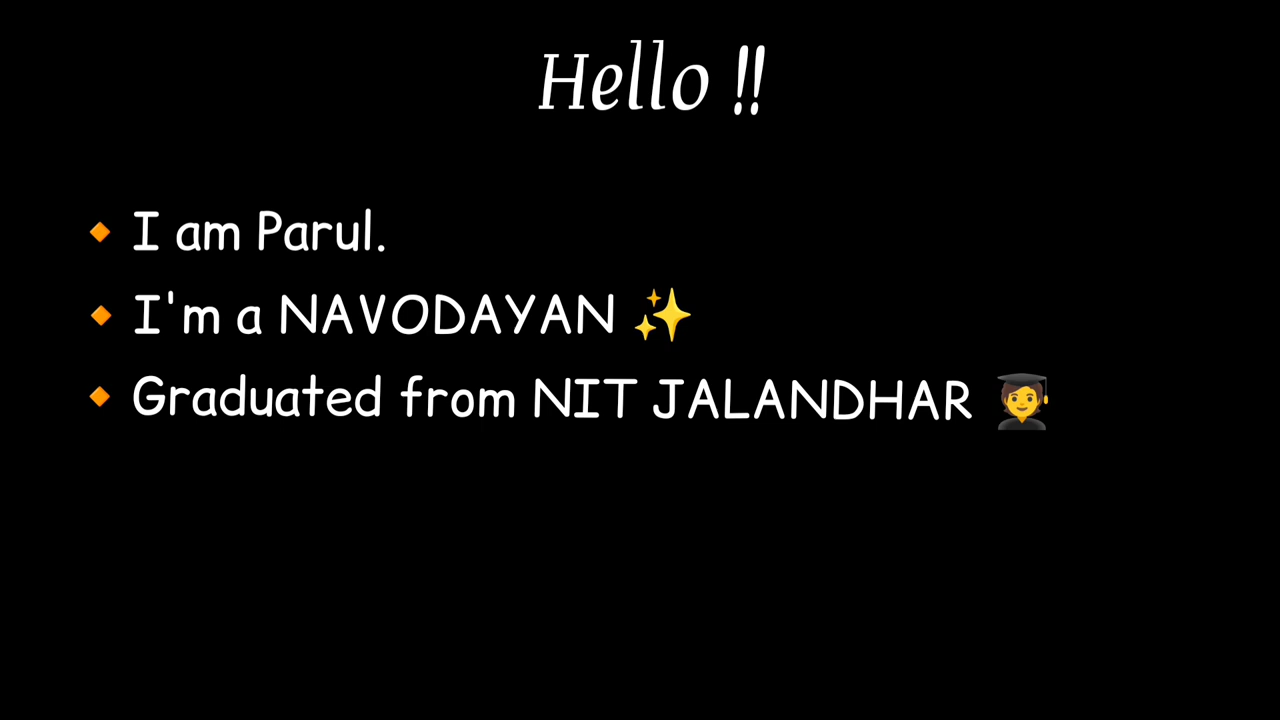 Hello !!
🔸 I am Parul.
🔸 I'm a NAVODAYAN ✨
🔸 Graduated from NIT JALANDHAR 🧑‍🎓